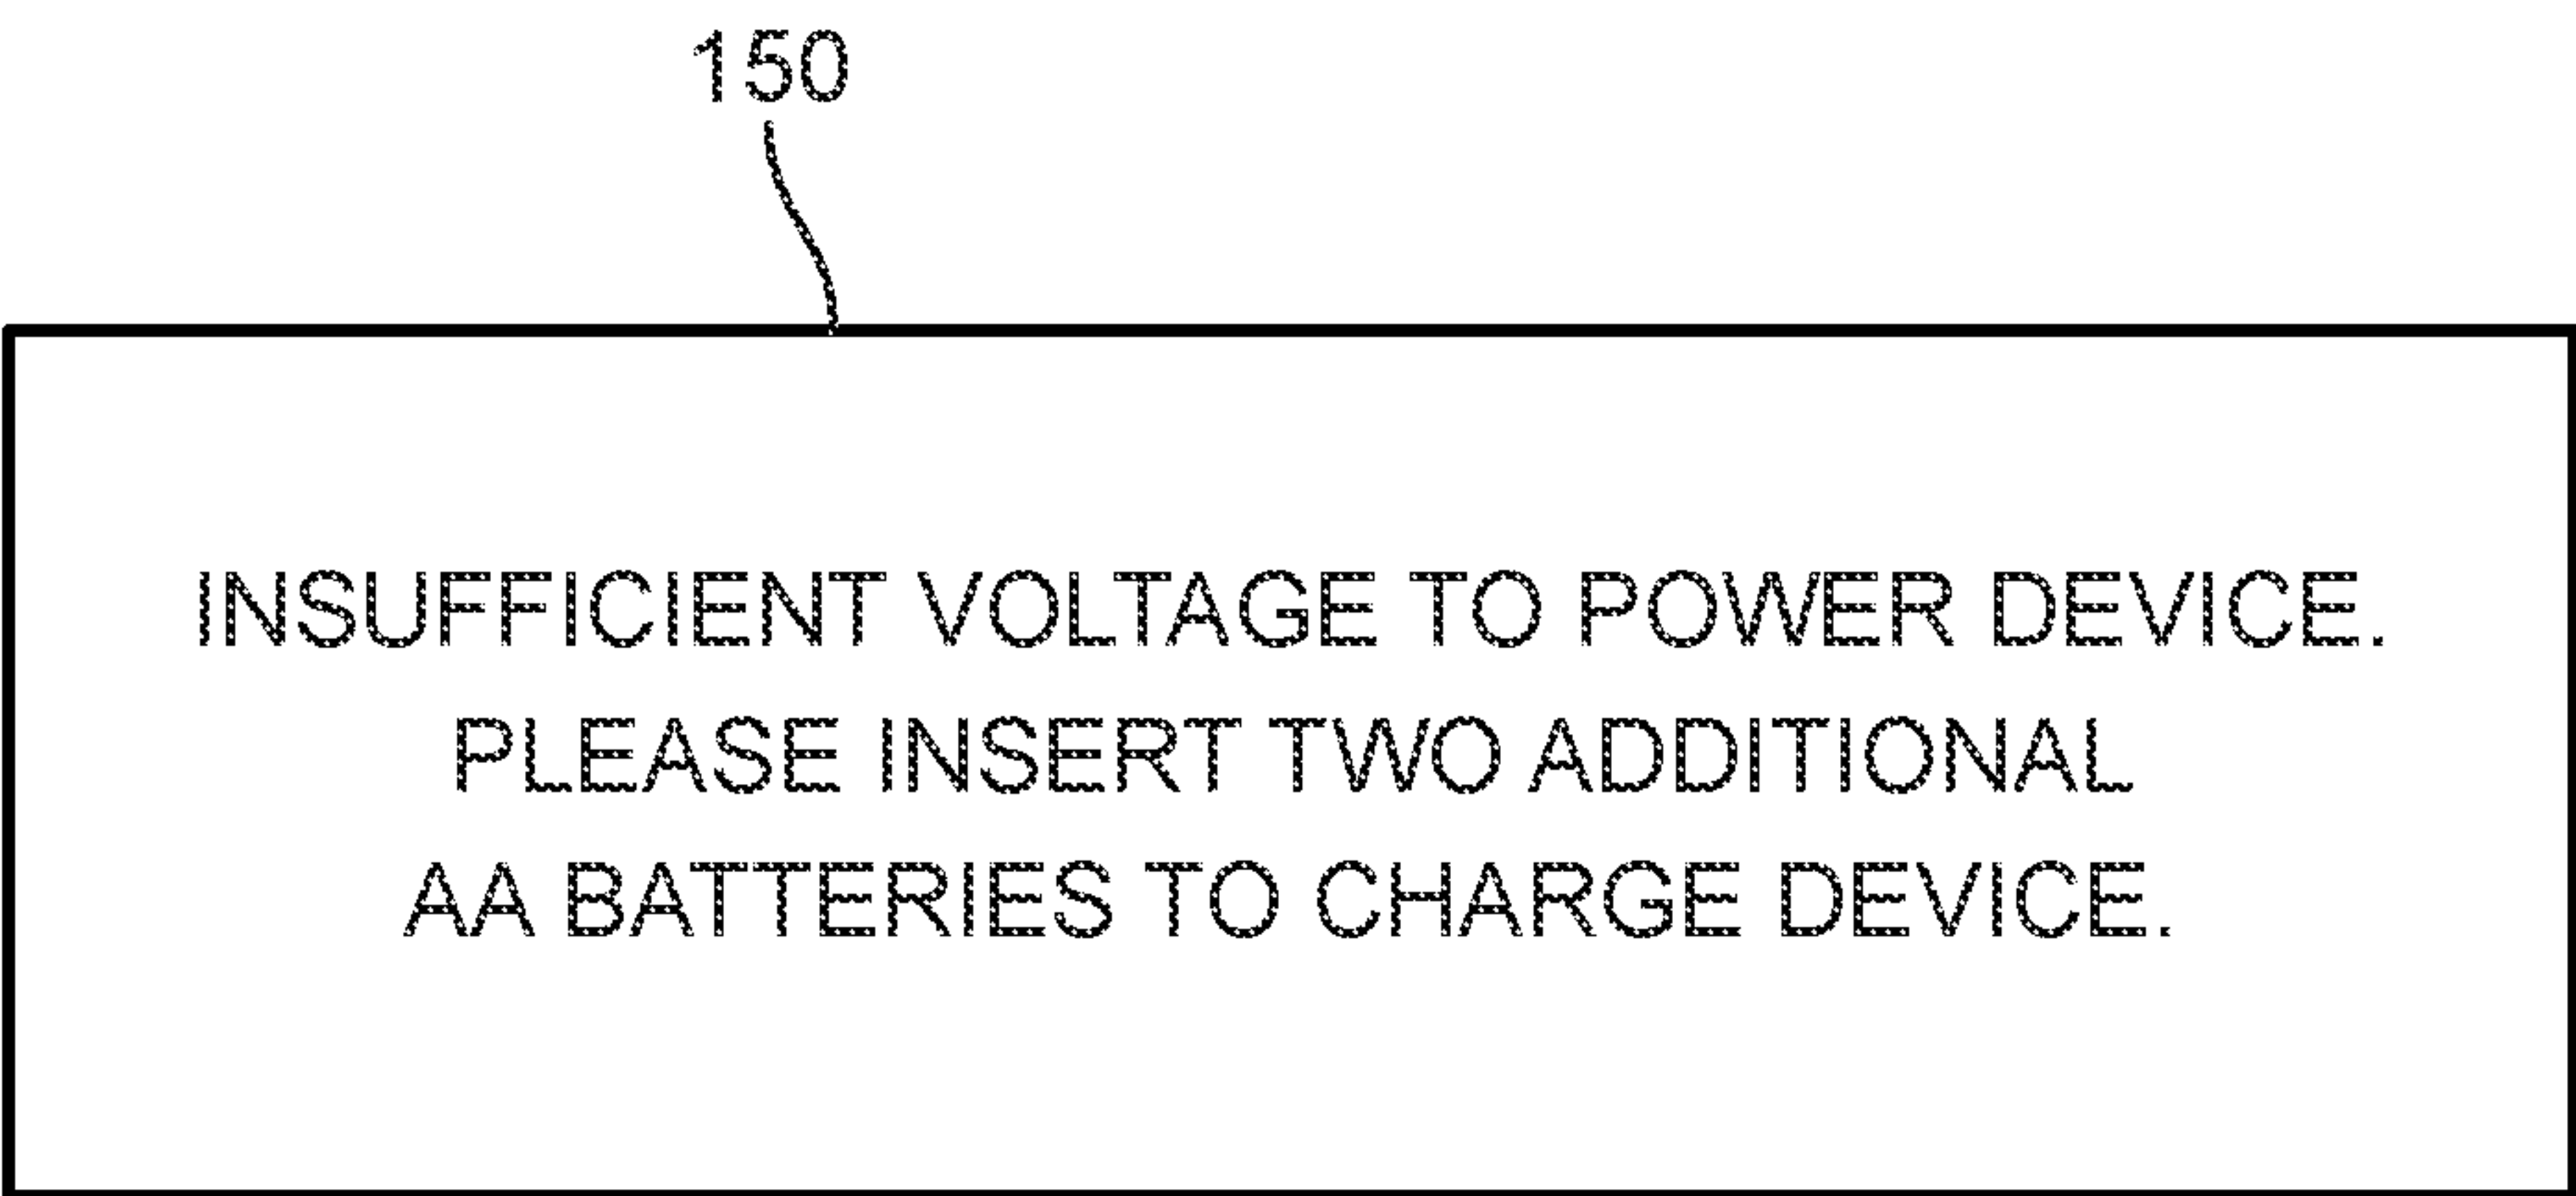 150
INSUFFICIENT VOLTAGE TO POWER DEVICE.
PLEASE INSERT TWO ADDITIONAL
AA BATTERIES TO CHARGE DEVICE.